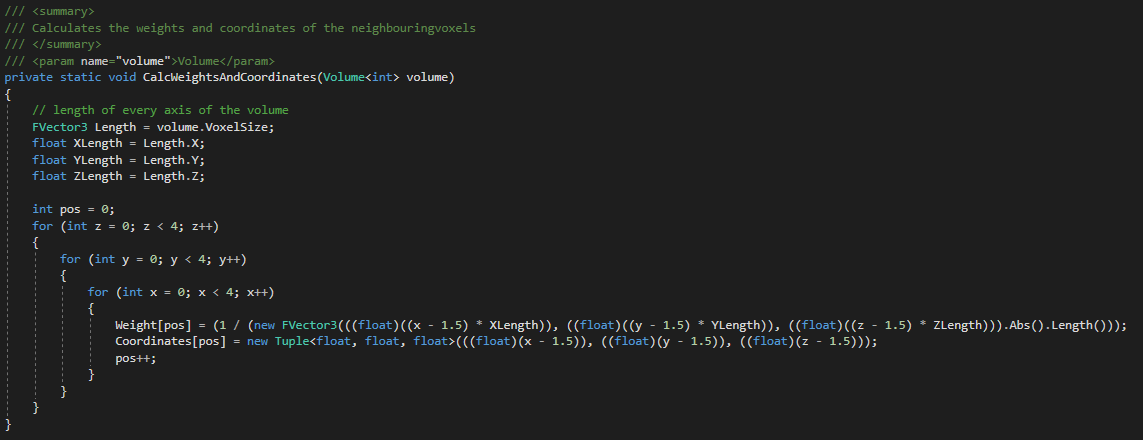 /// <summary>
/// Calculates the weights and coordinates of the neighbouringvoxels
/// </summary>
/// <param name="volume">Volume</param>
private static void CalcWeightsAndCoordinates(Volume<int> volume)
{
// length of every axis of the volume
FVector3 Length = volume.VoxelSize;
float XLength = Length.X;
float YLength = Length.Y;
float ZLength = Length.Z;
int pos = 0;
for (int z = 0; z < 4; z++)
{
for (int y = 0; y < 4; y++)
{
for (int x = 0; x < 4; x++)
{
Weight[pos] = (1 / (new FVector3(((float)((x - 1.5) * XLength)), ((float)((y - 1.5) * YLength)), ((float)((z - 1.5) * ZLength))).Abs().Length()));
Coordinates[pos] = new Tuple<float, float, float>(((float)(x - 1.5)), ((float)(y - 1.5)), ((float)(z - 1.5)));
pos++;
}
}
}
}